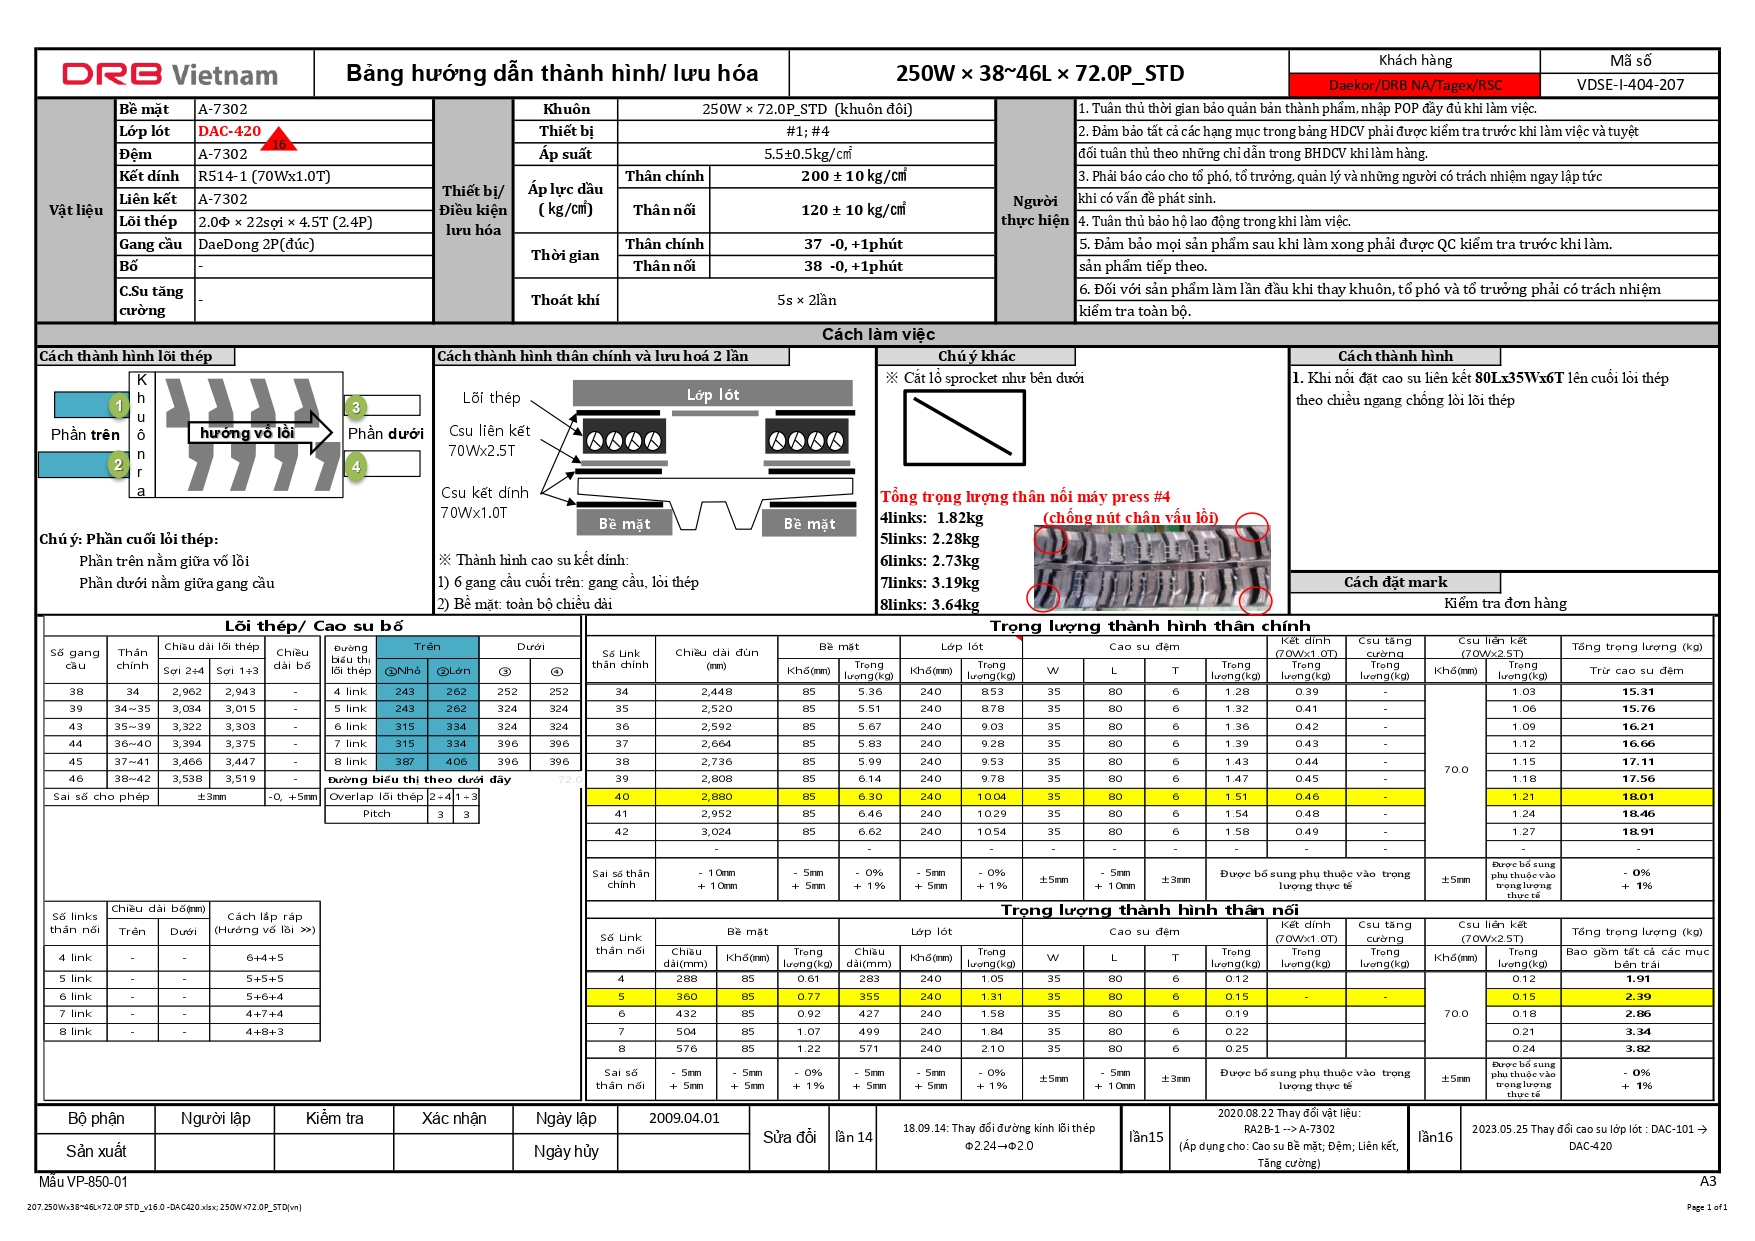 DRB Vietnam
Bảng hướng dẫn thành hình/ lưu hóa
250W × 38~46L × 72.0P_STD
Khách hàng
Mã số
Daekor/DRB NA/Tagex/RSC
VDSE-I-404-207
Vật liệu
Bề mặt A-7302
Lớp lót DAC-420
16
Đệm A-7302
Kết dính R514-1 (70Wx1.0T)
Liên kết A-7302
Lõi thép 2.0Φ × 22sợi × 4.5T (2.4P)
Gang cầu DaeDong 2P(đúc)
Bố -
C.Su tăng cường -
Thiết bị/ Điều kiện lưu hóa
Khuôn 250W × 72.0P_STD (khuôn đôi)
Thiết bị #1; #4
Áp suất 5.5±0.5kg/㎠
Áp lực dầu ( kg/㎠)
Thân chính 200 ± 10 kg/㎠
Thân nối 120 ± 10 kg/㎠
Thời gian
Thân chính 37 -0, +1phút
Thân nối 38 -0, +1phút
Thoát khí 5s × 2lần
Người thực hiện
1. Tuân thủ thời gian bảo quản bán thành phẩm, nhập POP đầy đủ khi làm việc.
2. Đảm bảo tất cả các hạng mục trong bảng HDCV phải được kiểm tra trước khi làm việc và tuyệt
đối tuân thủ theo những chỉ dẫn trong BHDCV khi làm hàng.
3. Phải báo cáo cho tổ phó, tổ trưởng, quản lý và những người có trách nhiệm ngay lập tức
khi có vấn đề phát sinh.
4. Tuân thủ bảo hộ lao động trong khi làm việc.
5. Đảm bảo mọi sản phẩm sau khi làm xong phải được QC kiểm tra trước khi làm.
sản phẩm tiếp theo.
6. Đối với sản phẩm làm lần đầu khi thay khuôn, tổ phó và tổ trưởng phải có trách nhiệm
kiểm tra toàn bộ.
Cách làm việc
Cách thành hình lõi thép
Khuôn ra
1
2
3
4
Phần trên
hướng vố lồi
Phần dưới
Chú ý: Phần cuối lõi thép:
Phần trên nằm giữa vố lồi
Phần dưới nằm giữa gang cầu
Cách thành hình thân chính và lưu hoá 2 lần
Lõi thép
Lớp lót
Csu liên kết
70Wx2.5T
Csu kết dính
70Wx1.0T
Bề mặt
Bề mặt
※ Thành hình cao su kết dính:
1) 6 gang cầu cuối trên: gang cầu, lỏi thép
2) Bề mặt: toàn bộ chiều dài
Chú ý khác
※ Cắt lổ sprocket như bên dưới
Tổng trọng lượng thân nối máy press #4
4links: 1.82kg
(chống nút chân vấu lồi)
5links: 2.28kg
6links: 2.73kg
7links: 3.19kg
8links: 3.64kg
Cách thành hình
1. Khi nối đặt cao su liên kết 80Lx35Wx6T lên cuối lỏi thép
theo chiều ngang chống lòi lõi thép
Cách đặt mark
Kiểm tra đơn hàng
Lõi thép/ Cao su bố
Số gang cầu | Thân chính | Chiều dài lõi thép | Chiều dài bố
Sợi 2÷4 | Sợi 1÷3
38 34 2,962 2,943 -
39 34~35 3,034 3,015 -
43 35~39 3,322 3,303 -
44 36~40 3,394 3,375 -
45 37~41 3,466 3,447 -
46 38~42 3,538 3,519 -
Sai số cho phép ±3mm -0, +5mm
Đường biểu thị lõi thép | Trên | Dưới
①Nhỏ | ②Lớn | ③ | ④
4 link 243 262 252 252
5 link 243 262 324 324
6 link 315 334 324 324
7 link 315 334 396 396
8 link 387 406 396 396
Đường biểu thị theo dưới đây 72.0
Overlap lõi thép 2÷4 1÷3
Pitch 3 3
Số links thân nối | Chiều dài bố(mm) | Cách lắp ráp (Hướng vố lồi >>)
Trên | Dưới
4 link - - 6+4+5
5 link - - 5+5+5
6 link - - 5+6+4
7 link - - 4+7+4
8 link - - 4+8+3
Trọng lượng thành hình thân chính
Số Link thân chính | Chiều dài đùn (mm) | Bề mặt | Lớp lót | Cao su đệm | Kết dính (70Wx1.0T) | Csu tăng cường | Csu liên kết (70Wx2.5T) | Tổng trọng lượng (kg)
Khổ(mm) | Trọng lượng(kg) | Khổ(mm) | Trọng lượng(kg) | W | L | T | Trọng lượng(kg) | Trọng lượng(kg) | Trọng lượng(kg) | Khổ(mm) | Trọng lượng(kg) | Trừ cao su đệm
34 2,448 85 5.36 240 8.53 35 80 6 1.28 0.39 - 1.03 15.31
35 2,520 85 5.51 240 8.78 35 80 6 1.32 0.41 - 1.06 15.76
36 2,592 85 5.67 240 9.03 35 80 6 1.36 0.42 - 1.09 16.21
37 2,664 85 5.83 240 9.28 35 80 6 1.39 0.43 - 1.12 16.66
38 2,736 85 5.99 240 9.53 35 80 6 1.43 0.44 - 70.0 1.15 17.11
39 2,808 85 6.14 240 9.78 35 80 6 1.47 0.45 - 1.18 17.56
40 2,880 85 6.30 240 10.04 35 80 6 1.51 0.46 - 1.21 18.01
41 2,952 85 6.46 240 10.29 35 80 6 1.54 0.48 - 1.24 18.46
42 3,024 85 6.62 240 10.54 35 80 6 1.58 0.49 - 1.27 18.91
- - - - - - - - - - -
Sai số thân chính | - 10mm + 10mm | - 5mm + 5mm | - 0% + 1% | - 5mm + 5mm | - 0% + 1% | ±5mm | - 5mm + 10mm | ±3mm | Được bổ sung phụ thuộc vào trọng lượng thực tế | ±5mm | Được bổ sung phụ thuộc vào trọng lượng thực tế | - 0% + 1%
Trọng lượng thành hình thân nối
Số Link thân nối | Bề mặt | Lớp lót | Cao su đệm | Kết dính (70Wx1.0T) | Csu tăng cường | Csu liên kết (70Wx2.5T) | Tổng trọng lượng (kg)
Chiều dài(mm) | Khổ(mm) | Trọng lượng(kg) | Chiều dài(mm) | Khổ(mm) | Trọng lượng(kg) | W | L | T | Trọng lượng(kg) | Trọng lượng(kg) | Trọng lượng(kg) | Khổ(mm) | Trọng lượng(kg) | Bao gồm tất cả các mục bên trái
4 288 85 0.61 283 240 1.05 35 80 6 0.12 0.12 1.91
5 360 85 0.77 355 240 1.31 35 80 6 0.15 - - 0.15 2.39
6 432 85 0.92 427 240 1.58 35 80 6 0.19 70.0 0.18 2.86
7 504 85 1.07 499 240 1.84 35 80 6 0.22 0.21 3.34
8 576 85 1.22 571 240 2.10 35 80 6 0.25 0.24 3.82
Sai số thân nối | - 5mm + 5mm | - 5mm + 5mm | - 0% + 1% | - 5mm + 5mm | - 5mm + 5mm | - 0% + 1% | ±5mm | - 5mm + 10mm | ±3mm | Được bổ sung phụ thuộc vào trọng lượng thực tế | ±5mm | Được bổ sung phụ thuộc vào trọng lượng thực tế | - 0% + 1%
Bộ phận | Người lập | Kiểm tra | Xác nhận | Ngày lập | 2009.04.01
Sản xuất | Ngày hủy
Sửa đổi
lần 14
18.09.14: Thay đổi đường kính lõi thép
Φ2.24→Φ2.0
lần15
2020.08.22 Thay đổi vật liệu:
RA2B-1 --> A-7302
(Áp dụng cho: Cao su Bề mặt; Đệm; Liên kết,
Tăng cường)
lần16
2023.05.25 Thay đổi cao su lớp lót : DAC-101 →
DAC-420
Mẫu VP-850-01
A3
207.250Wx38~46L×72.0P STD_v16.0 -DAC420.xlsx; 250W×72.0P_STD(vn)
Page 1 of 1